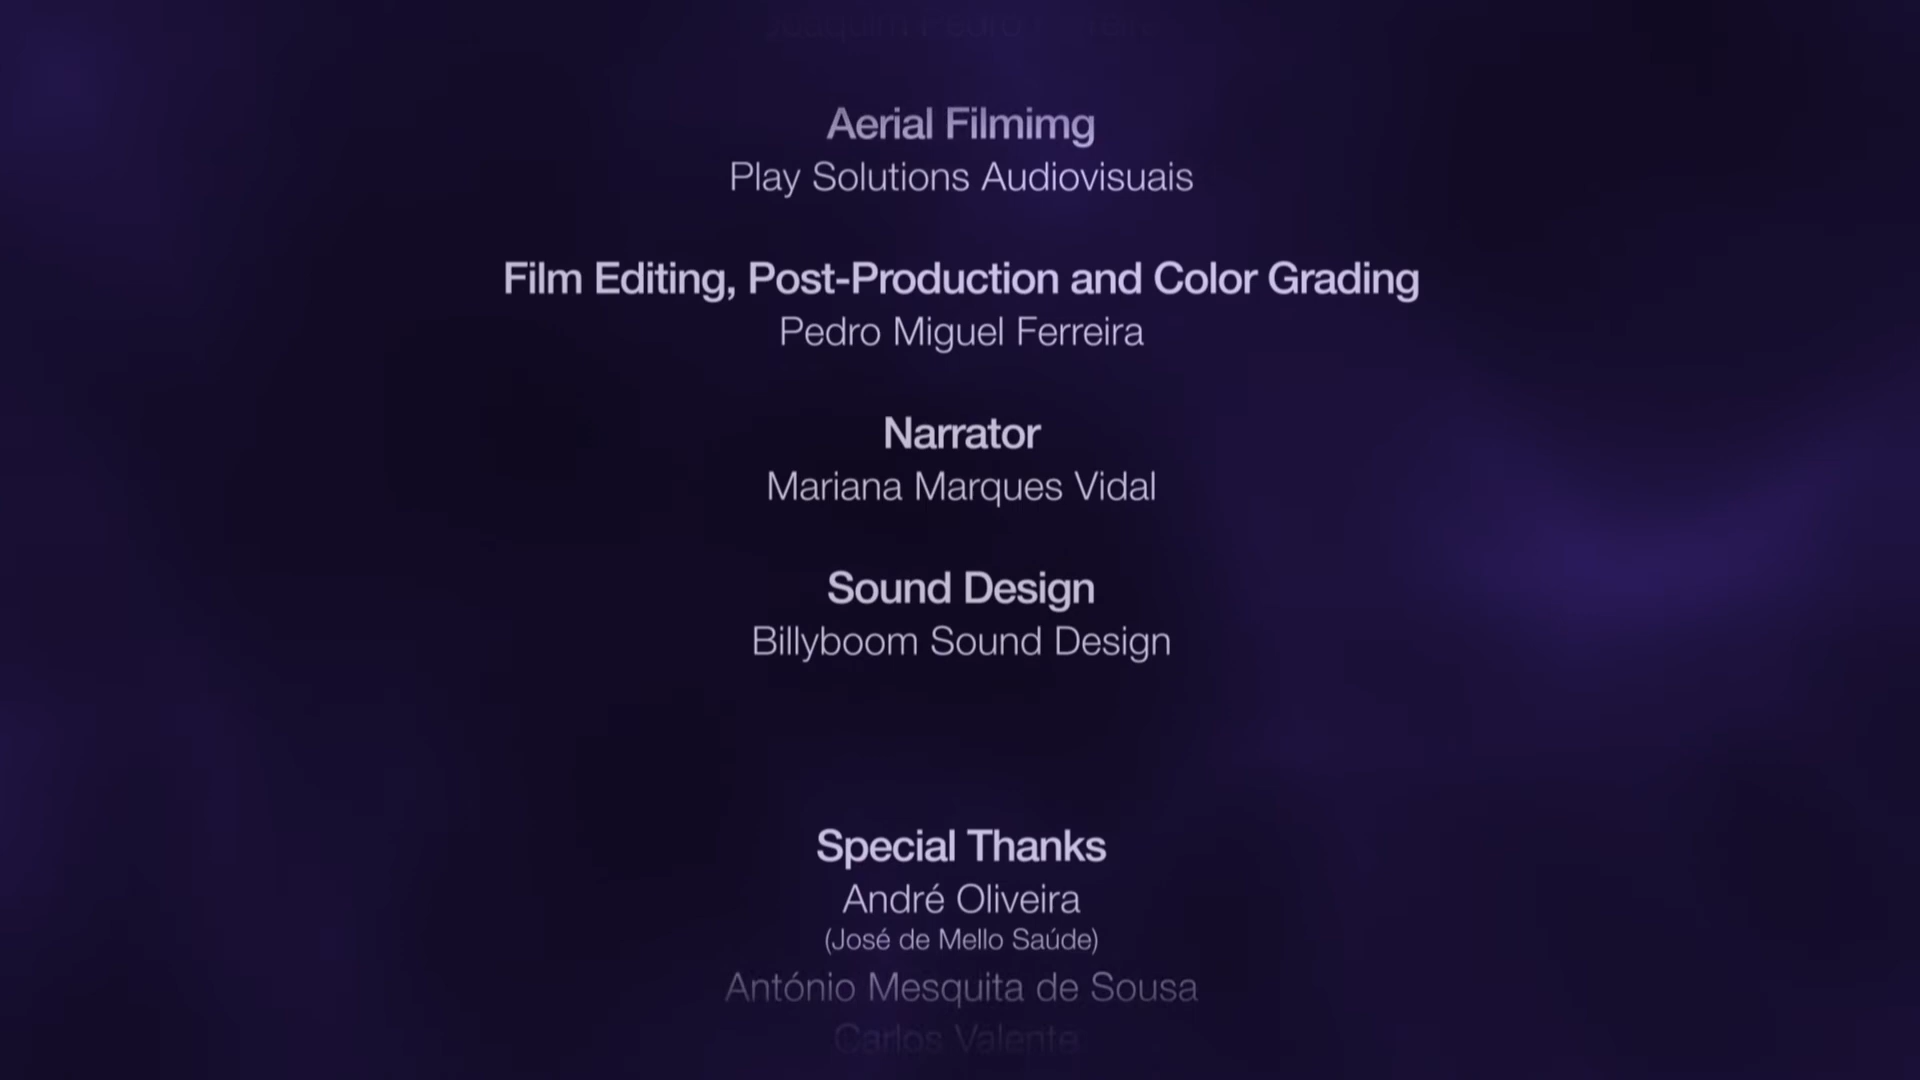 Joaquim Pedro
Aerial Filmimg
Play Solutions Audiovisuais
Film Editing, Post-Production and Color Grading
Pedro Miguel Ferreira
Narrator
Mariana Marques Vidal
Sound Design
Billyboom Sound Design
Special Thanks
André Oliveira
(José de Mello Saúde)
António Mesquita de Sousa
Carlos Valente